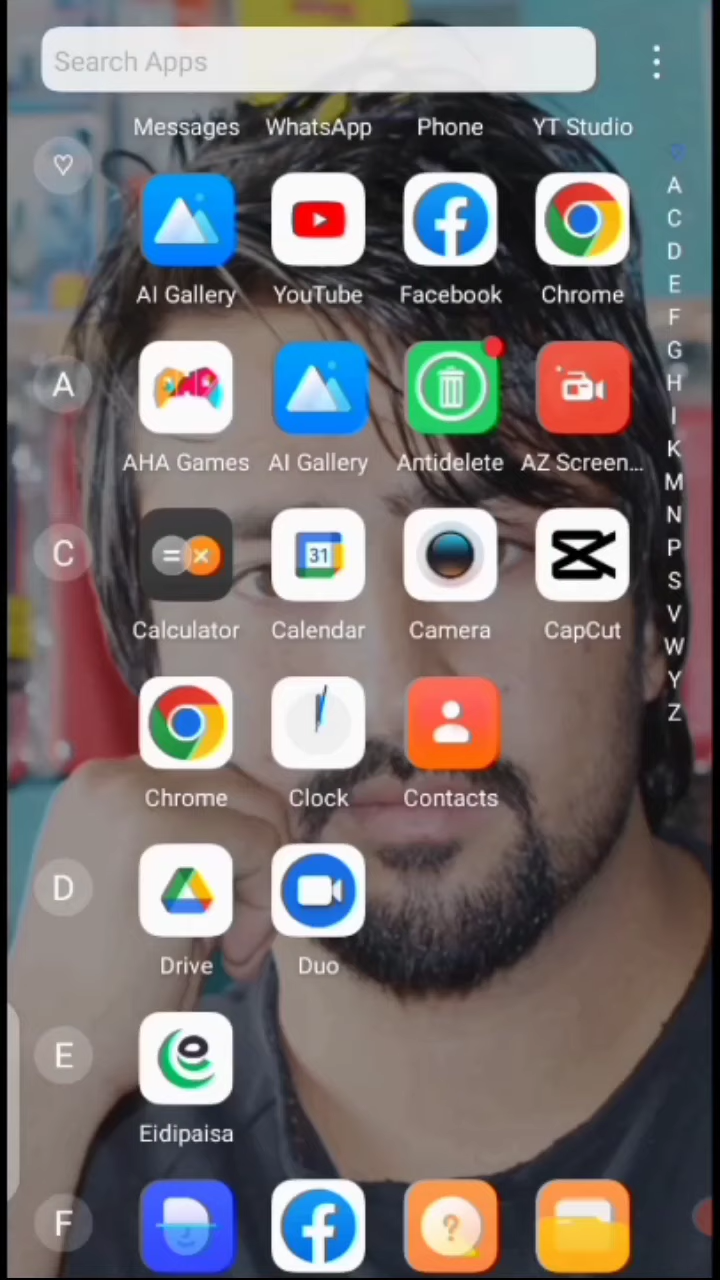 Search Apps
Messages WhatsApp Phone YT Studio
AI Gallery YouTube Facebook Chrome
A
AHA Games AI Gallery Antidelete AZ Screen...
C
31
Calculator Calendar Camera CapCut
Chrome Clock Contacts
D
Drive Duo
E
Eidipaisa
F
A
C
D
E
F
G
H
I
K
M
N
P
S
V
W
Y
Z